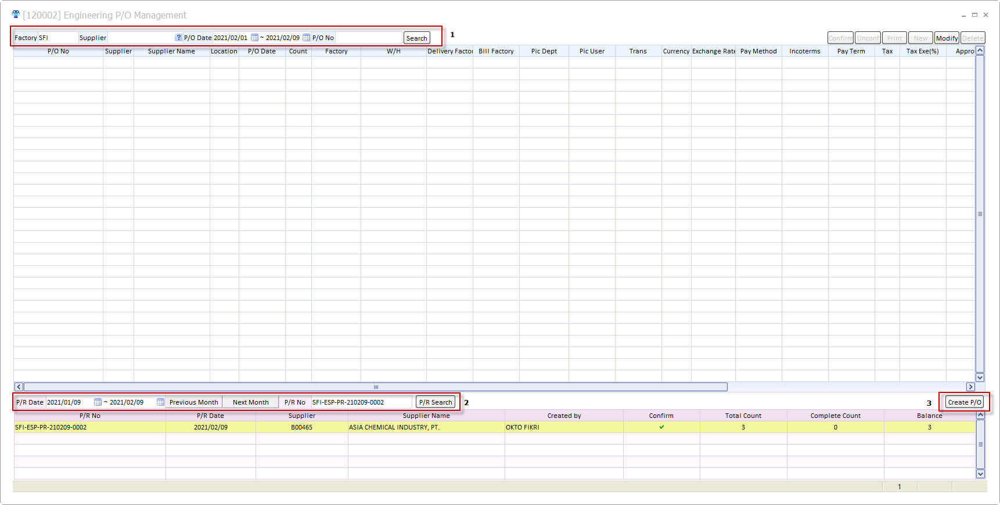 [120002] Engineering P/O Management
Factory SFI Supplier ? P/O Date 2021/02/01 ~ 2021/02/09 P/O No Search 1 Confirm Unconf Print New Modify Delete
P/O No Supplier Supplier Name Location P/O Date Count Factory W/H Delivery Factor Bill Factory Pic Dept Pic User Trans Currency Exchange Rate Pay Method Incoterms Pay Term Tax Tax Exe(%) Appro
P/R Date 2021/01/09 ~ 2021/02/09 Previous Month Next Month P/R No SFI-ESP-PR-210209-0002 P/R Search 2 3 Create P/O
P/R No P/R Date Supplier Supplier Name Created by Confirm Total Count Complete Count Balance
SFI-ESP-PR-210209-0002 2021/02/09 B00465 ASIA CHEMICAL INDUSTRY, PT. OKTO FIKRI ✔ 3 0 3
1